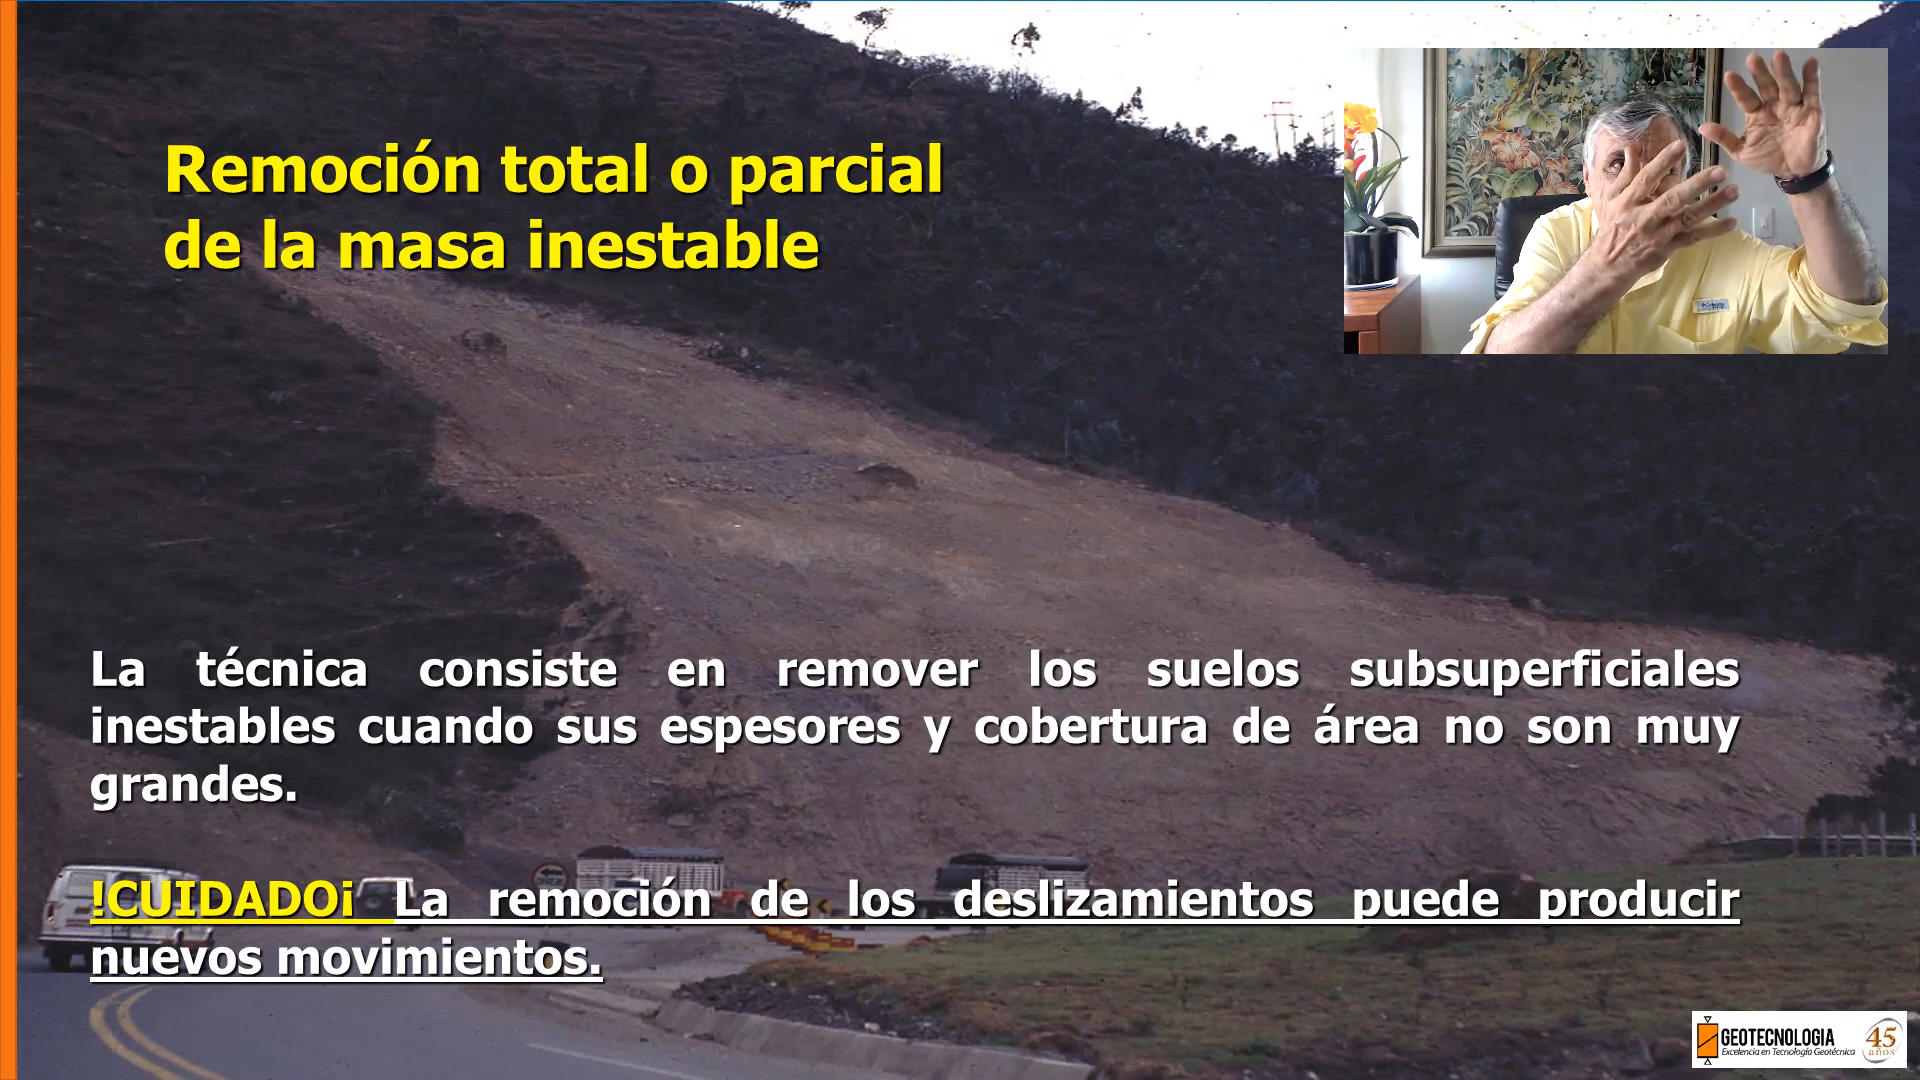 Remoción total o parcial
de la masa inestable
La técnica consiste en remover los suelos subsuperficiales
inestables cuando sus espesores y cobertura de área no son muy
grandes.
!CUIDADO¡ La remoción de los deslizamientos puede producir
nuevos movimientos.
GEOTECNOLOGIA
Excelencia en Tecnología Geotécnica
45
años